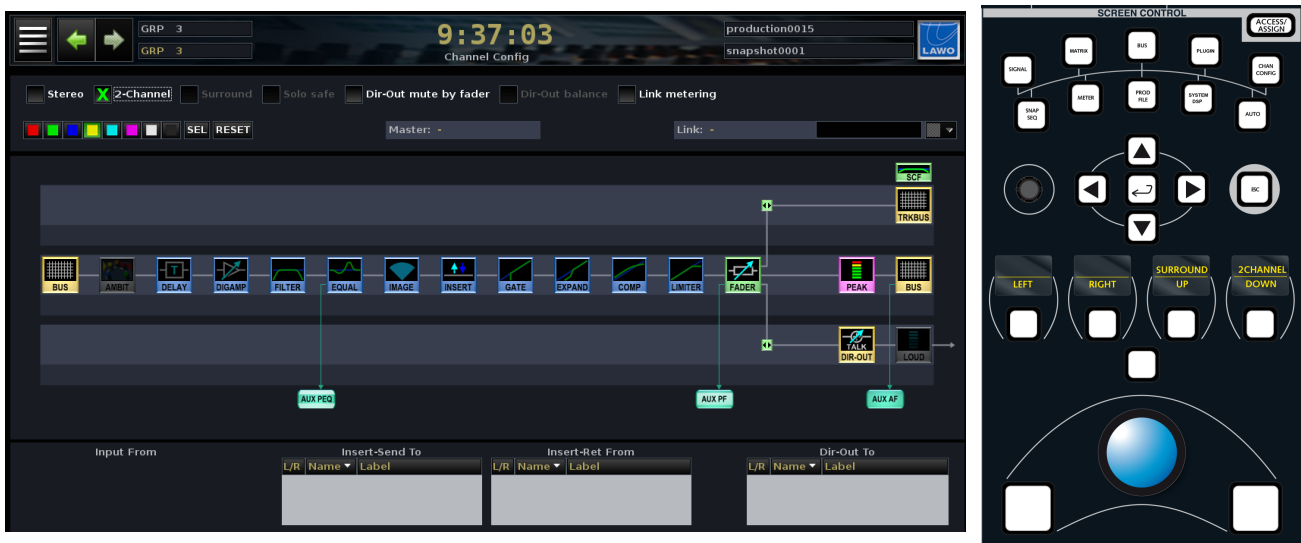 GRP 3
GRP 3
9:37:03
Channel Config
production0015
snapshot0001
LAWO
Stereo X 2-Channel Surround Solo safe Dir-Out mute by fader Dir-Out balance Link metering
SEL RESET Master: - Link: -
SCF
TRKBUS
BUS AMBIT DELAY DIGAMP FILTER EQUAL IMAGE INSERT GATE EXPAND COMP LIMITER FADER PEAK BUS
T
TALK
DIR-OUT LOUD
AUX PEQ AUX PF AUX AF
Input From Insert-Send To Insert-Ret From Dir-Out To
L/R Name Label L/R Name Label L/R Name Label
SCREEN CONTROL
ACCESS/
ASSIGN
SIGNAL
MATRIX
BUS
PLUGIN
CHAN
CONFIG
SNAP
SEQ
METER
PROD
FILE
SYSTEM
DSP
AUTO
ESC
LEFT
RIGHT
SURROUND
UP
2CHANNEL
DOWN